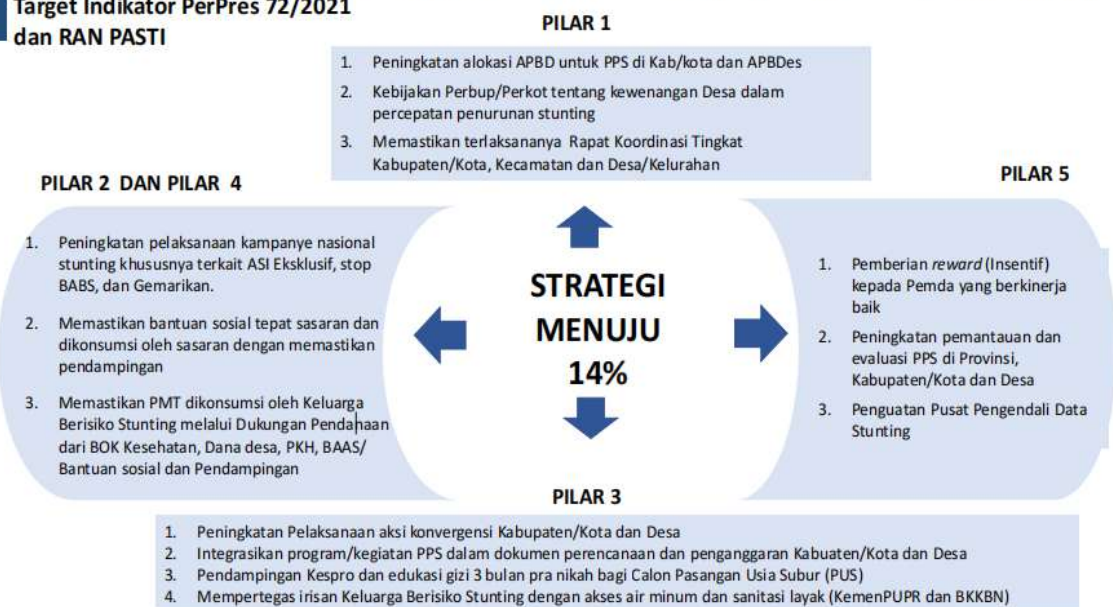 Target Indikator PerPres 72/2021
dan RAN PASTI
PILAR 1
1. Peningkatan alokasi APBD untuk PPS di Kab/kota dan APBDes
2. Kebijakan Perbup/Perkot tentang kewenangan Desa dalam
percepatan penurunan stunting
3. Memastikan terlaksananya Rapat Koordinasi Tingkat
Kabupaten/Kota, Kecamatan dan Desa/Kelurahan
PILAR 2 DAN PILAR 4
1. Peningkatan pelaksanaan kampanye nasional
stunting khususnya terkait ASI Eksklusif, stop
BABS, dan Gemarikan.
2. Memastikan bantuan sosial tepat sasaran dan
dikonsumsi oleh sasaran dengan memastikan
pendampingan
3. Memastikan PMT dikonsumsi oleh Keluarga
Berisiko Stunting melalui Dukungan Pendahaan
dari BOK Kesehatan, Dana desa, PKH, BAAS/
Bantuan sosial dan Pendampingan
STRATEGI
MENUJU
14%
PILAR 5
1. Pemberian reward (Insentif)
kepada Pemda yang berkinerja
baik
2. Peningkatan pemantauan dan
evaluasi PPS di Provinsi,
Kabupaten/Kota dan Desa
3. Penguatan Pusat Pengendali Data
Stunting
PILAR 3
1. Peningkatan Pelaksanaan aksi konvergensi Kabupaten/Kota dan Desa
2. Integrasikan program/kegiatan PPS dalam dokumen perencanaan dan penganggaran Kabuaten/Kota dan Desa
3. Pendampingan Kespro dan edukasi gizi 3 bulan pra nikah bagi Calon Pasangan Usia Subur (PUS)
4. Mempertegas irisan Keluarga Berisiko Stunting dengan akses air minum dan sanitasi layak (KemenPUPR dan BKKBN)